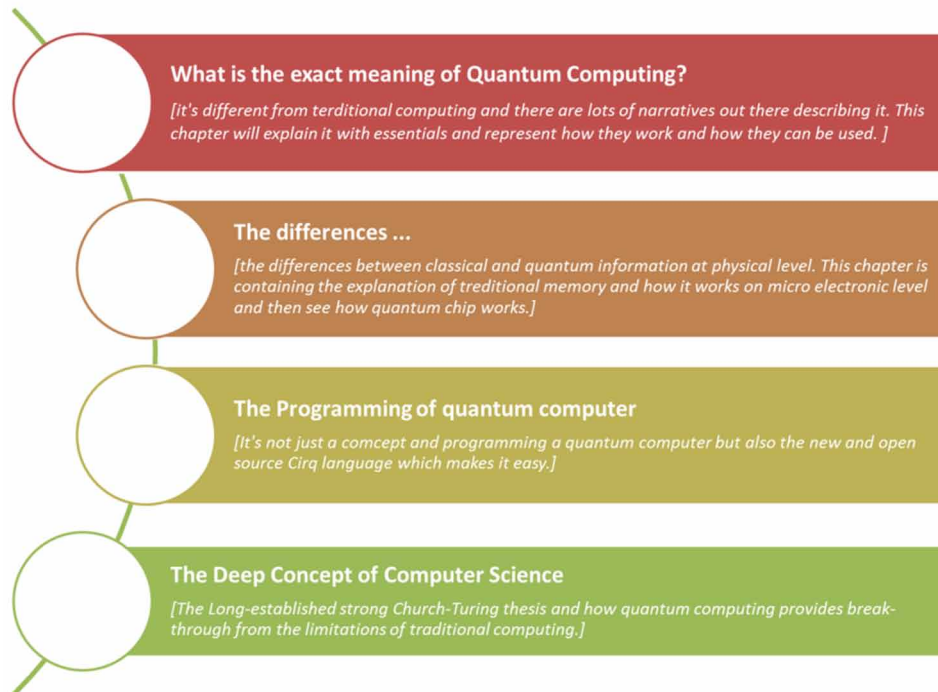 What is the exact meaning of Quantum Computing?
[it's different from terditional computing and there are lots of narratives out there describing it. This
chapter will explain it with essentials and represent how they work and how they can be used. ]
The differences ...
[the differences between classical and quantum information at physical level. This chapter is
containing the explanation of treditional memory and how it works on micro electronic level
and then see how quantum chip works.]
The Programming of quantum computer
[It's not just a comcept and programming a quantum computer but also the new and open
source Cirq language which makes it easy.]
The Deep Concept of Computer Science
[The Long-established strong Church-Turing thesis and how quantum computing provides break-
through from the limitations of traditional computing.]